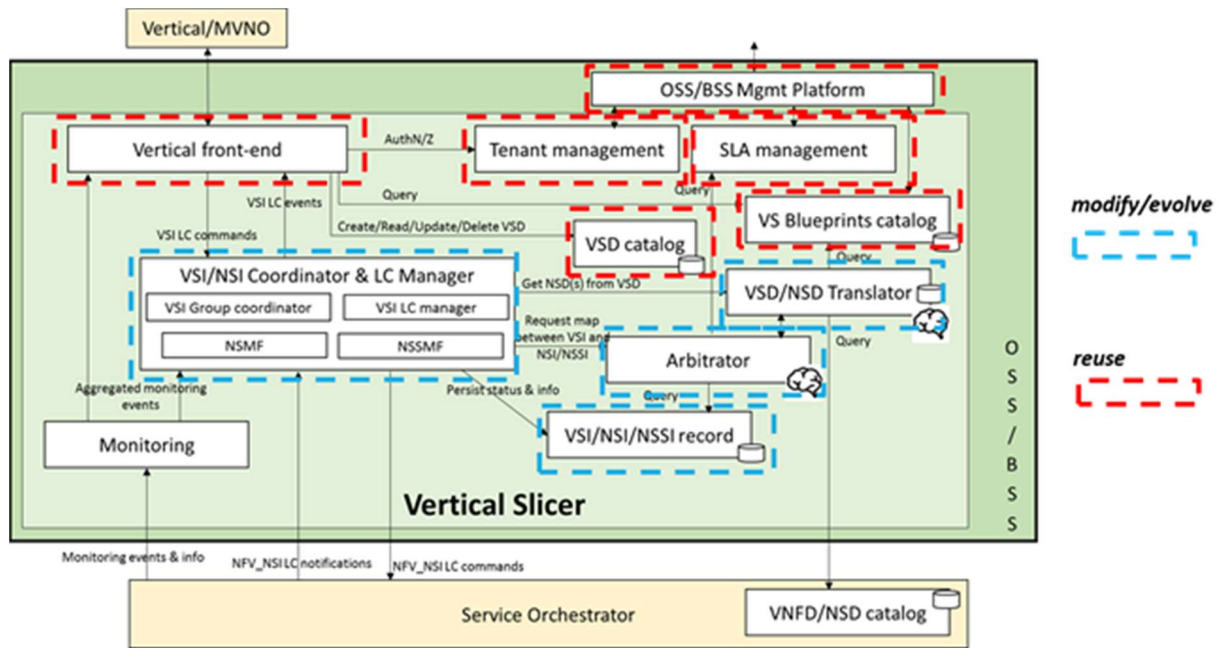 Vertical/MVNO
OSS/BSS Mgmt Platform
Vertical front-end
AuthN/Z
Tenant management
SLA management
Query
Query
VSI LC events
VS Blueprints catalog
modify/evolve
Create/Read/Update/Delete VSD
VSI LC commands
VSD catalog
Query
VSI/NSI Coordinator & LC Manager
Get NSD(s) from VSD
VSD/NSD Translator
VSI Group coordinator
VSI LC manager
Request map
between VSI and
NSI/NSSI
Query
NSMF
NSSMF
Arbitrator
reuse
Aggregated monitoring
events
Persist status & info
Query
Monitoring
VSI/NSI/NSSI record
Vertical Slicer
O
S
S
/
B
S
S
Monitoring events & info
NFV_NSI LC notifications
NFV_NSI LC commands
Service Orchestrator
VNFD/NSD catalog